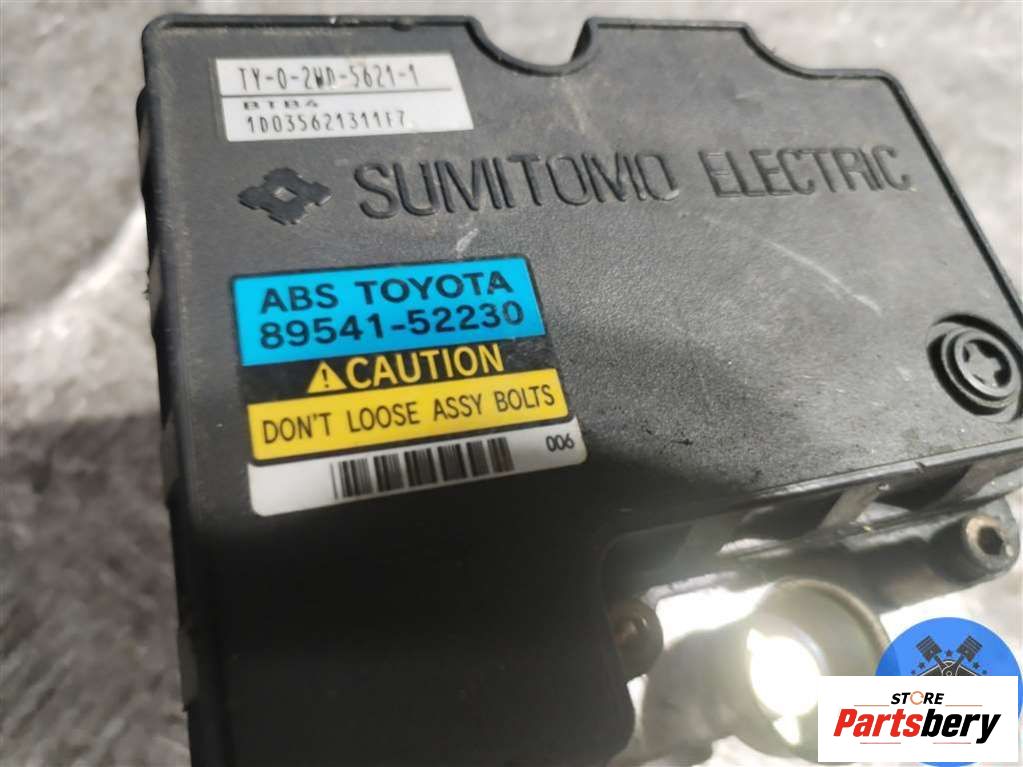 TY-0-2WD-5621-1
BTB4
1D035621311F7
SUMITOMO ELECTRIC
ABS TOYOTA
89541-52230
CAUTION
DON'T LOOSE ASSY BOLTS
006
STORE
Partsbery